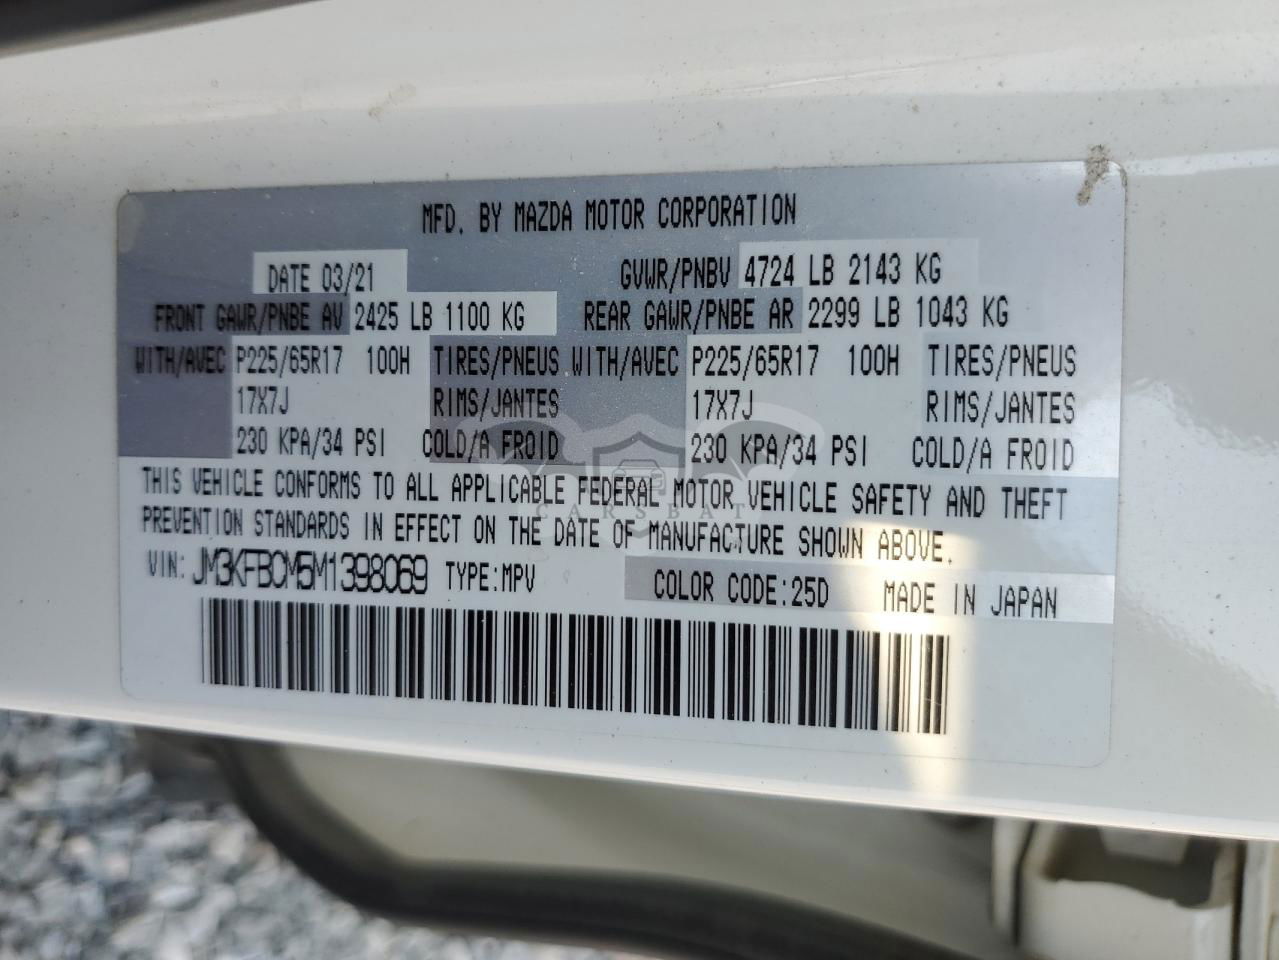 MFD. BY MAZDA MOTOR CORPORATION
DATE 03/21 GVWR/PNBV 4724 LB 2143 KG
FRONT GAWR/PNBE AV 2425 LB 1100 KG REAR GAWR/PNBE AR 2299 LB 1043 KG
WITH/AVEC P225/65R17 100H TIRES/PNEUS WITH/AVEC P225/65R17 100H TIRES/PNEUS
17X7J RIMS/JANTES 17X7J RIMS/JANTES
230 KPA/34 PSI COLD/A FROID 230 KPA/34 PSI COLD/A FROID
THIS VEHICLE CONFORMS TO ALL APPLICABLE FEDERAL MOTOR VEHICLE SAFETY AND THEFT
CARSBAT
PREVENTION STANDARDS IN EFFECT ON THE DATE OF MANUFACTURE SHOWN ABOVE.
VIN: JM3KFBCM5M1398069 TYPE:MPV COLOR CODE:25D MADE IN JAPAN